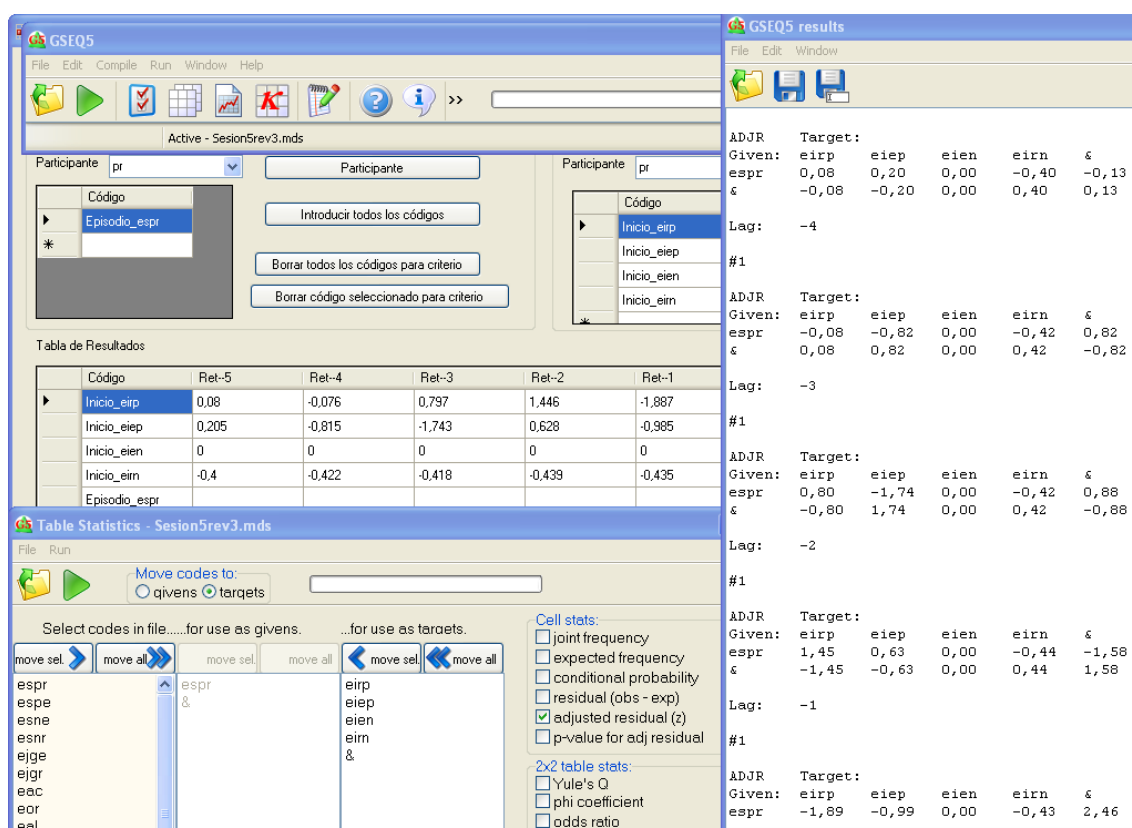 GSEQ5
File Edit Compile Run Window Help
>>
Active - Sesion5rev3.mds
Participante pr
Participante
Código
Episodio_espr
Introducir todos los códigos
Borrar todos los códigos para criterio
Borrar código seleccionado para criterio
Participante pr
Código
Inicio_eirp
Inicio_eiep
Inicio_eien
Inicio_eirn
Tabla de Resultados
Código Ret--5 Ret--4 Ret--3 Ret--2 Ret--1
Inicio_eirp 0,08 -0,076 0,797 1,446 -1,887
Inicio_eiep 0,205 -0,815 -1,743 0,628 -0,985
Inicio_eien 0 0 0 0 0
Inicio_eirn -0,4 -0,422 -0,418 -0,439 -0,435
Episodio_espr
Table Statistics - Sesion5rev3.mds
File Run
Move codes to:
givens targets
Select codes in file......for use as givens. ...for use as targets.
move sel. move all move sel. move all move sel. move all
espr
espe
esne
esnr
ejge
ejgr
eac
eor
eal
espr
&
eirp
eiep
eien
eirn
&
Cell stats:
joint frequency
expected frequency
conditional probability
residual (obs - exp)
adjusted residual (z)
p-value for adj residual
2x2 table stats:
Yule's Q
phi coefficient
odds ratio
GSEQ5 results
File Edit Window
ADJR Target:
Given: eirp eiep eien eirn &
espr 0,08 0,20 0,00 -0,40 -0,13
& -0,08 -0,20 0,00 0,40 0,13
Lag: -4
#1
ADJR Target:
Given: eirp eiep eien eirn &
espr -0,08 -0,82 0,00 -0,42 0,82
& 0,08 0,82 0,00 0,42 -0,82
Lag: -3
#1
ADJR Target:
Given: eirp eiep eien eirn &
espr 0,80 -1,74 0,00 -0,42 0,88
& -0,80 1,74 0,00 0,42 -0,88
Lag: -2
#1
ADJR Target:
Given: eirp eiep eien eirn &
espr 1,45 0,63 0,00 -0,44 -1,58
& -1,45 -0,63 0,00 0,44 1,58
Lag: -1
#1
ADJR Target:
Given: eirp eiep eien eirn &
espr -1,89 -0,99 0,00 -0,43 2,46